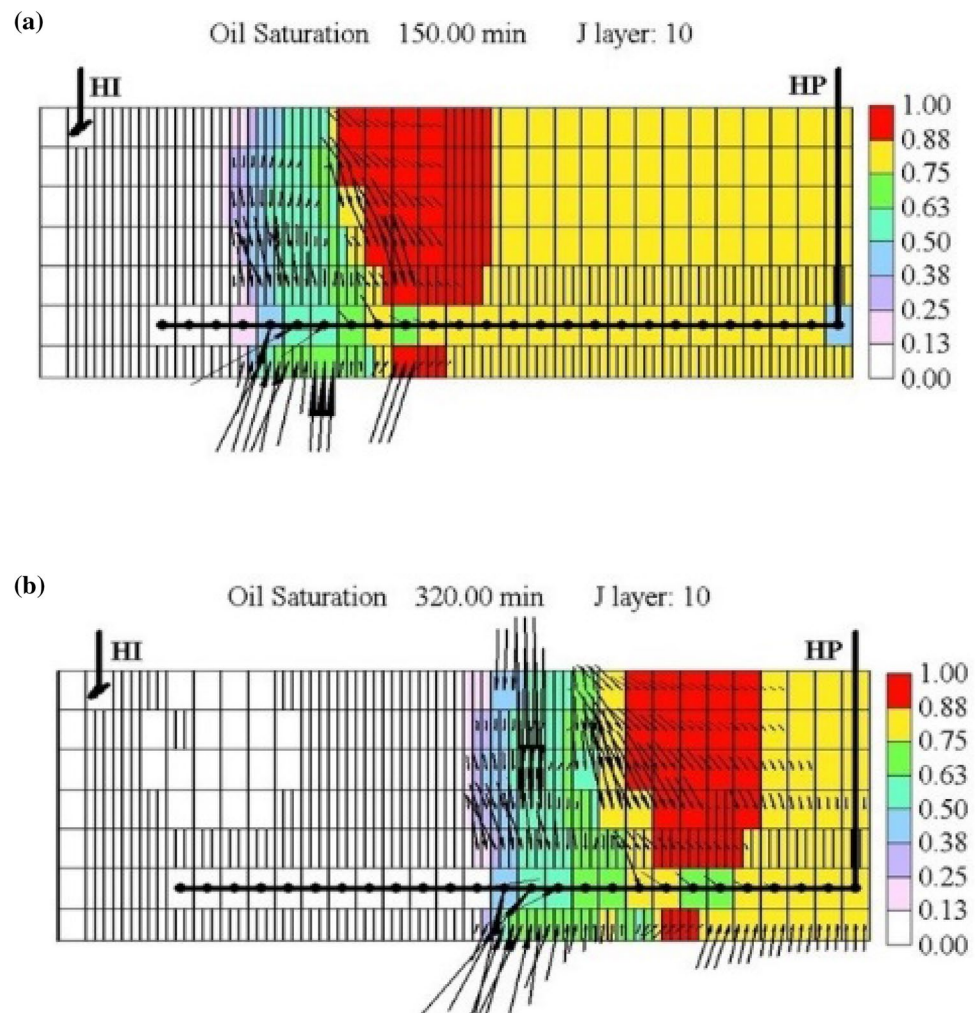 (a)
Oil Saturation 150.00 min J layer: 10
HI
HP
1.00
0.88
0.75
0.63
0.50
0.38
0.25
0.13
0.00
(b)
Oil Saturation 320.00 min J layer: 10
HI
HP
1.00
0.88
0.75
0.63
0.50
0.38
0.25
0.13
0.00